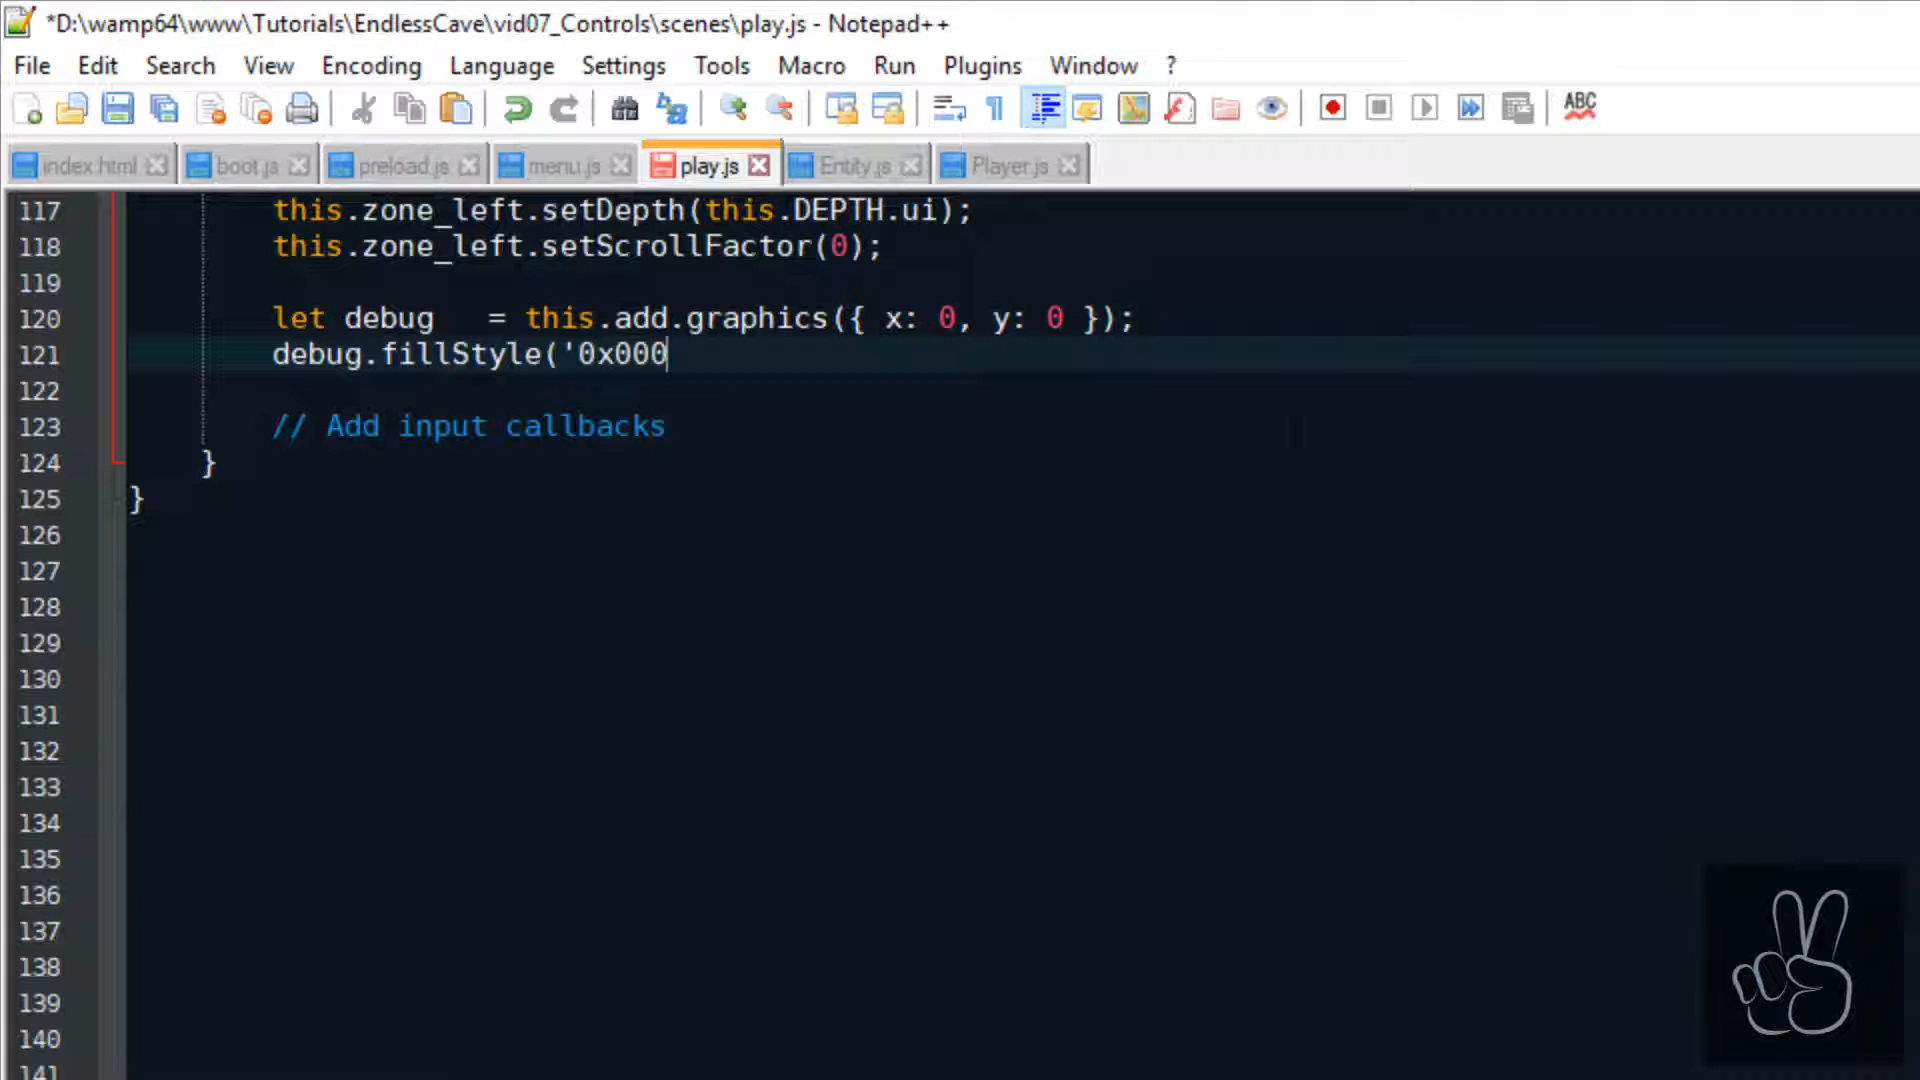 *D:\wamp64\www\Tutorials\EndlessCave\vid07_Controls\scenes\play.js - Notepad++
File Edit Search View Encoding Language Settings Tools Macro Run Plugins Window ?
ABC
index.html boot.js preload.js menu.js play.js Entity.js Player.js
117 this.zone_left.setDepth(this.DEPTH.ui);
118 this.zone_left.setScrollFactor(0);
119
120 let debug = this.add.graphics({ x: 0, y: 0 });
121 debug.fillStyle('0x000
122
123 // Add input callbacks
124 }
125 }
126
127
128
129
130
131
132
133
134
135
136
137
138
139
140
141